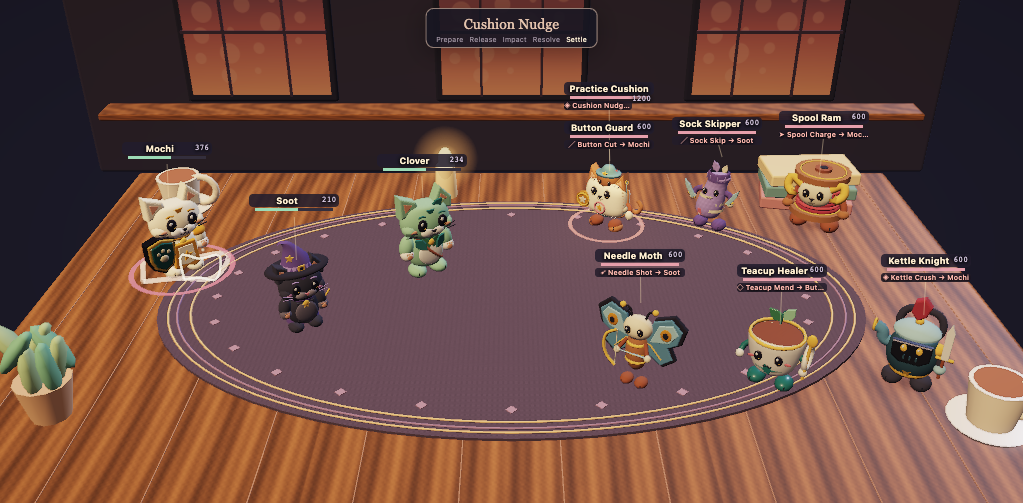 Cushion Nudge
Prepare Release Impact Resolve Settle
Practice Cushion
1200
◈ Cushion Nudg...
Button Guard 600
⟋ Button Cut → Mochi
Sock Skipper 600
⟋ Sock Skip → Soot
Spool Ram 600
➤ Spool Charge → Moc...
Mochi 376
Clover 234
Soot 210
Needle Moth 600
➶ Needle Shot → Soot
Teacup Healer 600
◇ Teacup Mend → But...
Kettle Knight 600
◈ Kettle Crush → Mochi